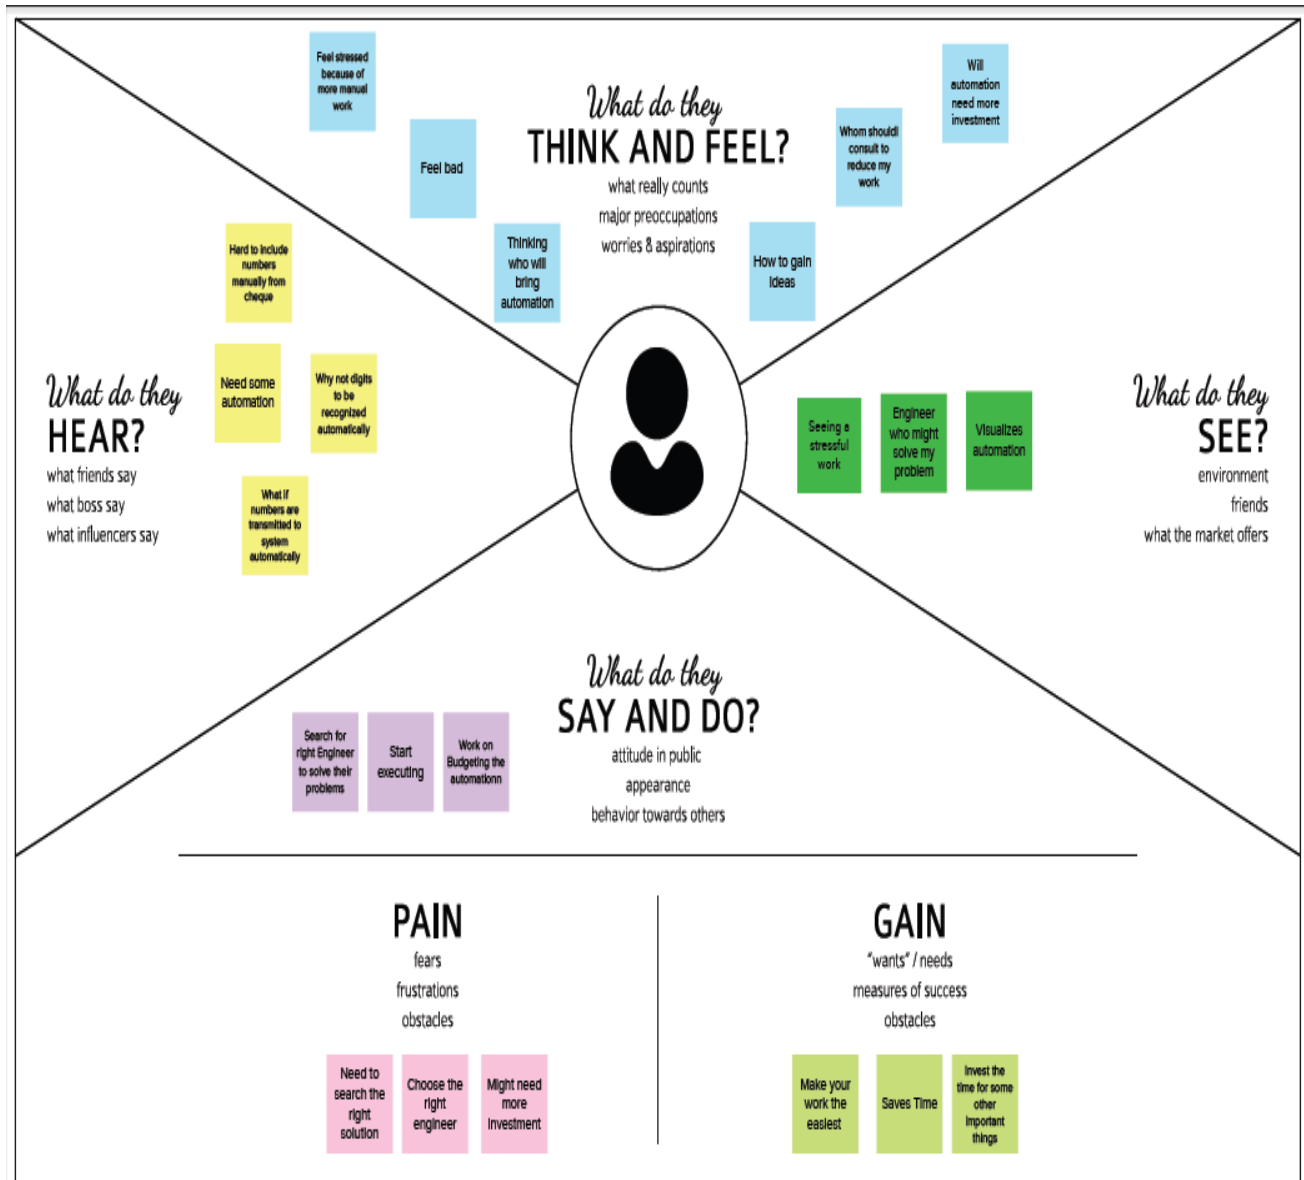 Feel stressed
because of
more manual
work
Feel bad
Thinking
who will
bring
automation
What do they
THINK AND FEEL?
what really counts
major preoccupations
worries & aspirations
Will
automation
need more
investment
Whom shouldI
consult to
reduce my
work
How to gain
ideas
Hard to include
numbers
manually from
cheque
Need some
automation
Why not digits
to be
recognized
automatically
What if
numbers are
transmitted to
system
automatically
What do they
HEAR?
what friends say
what boss say
what influencers say
Seeing a
stressful
work
Engineer
who might
solve my
problem
Visualizes
automation
What do they
SEE?
environment
friends
what the market offers
What do they
SAY AND DO?
attitude in public
appearance
behavior towards others
Search for
right Engineer
to solve their
problems
Start
executing
Work on
Budgeting the
automationn
PAIN
fears
frustrations
obstacles
Need to
search the
right
solution
Choose the
right
engineer
Might need
more
investment
GAIN
“wants” / needs
measures of success
obstacles
Make your
work the
easiest
Saves Time
Invest the
time for some
other
important
things